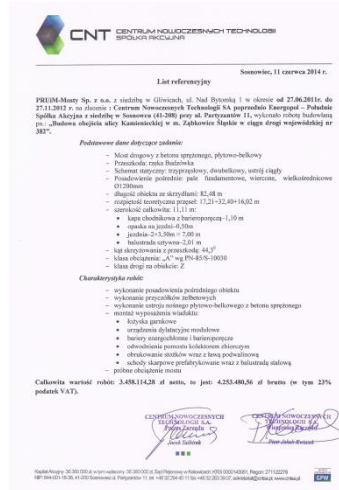 CNT CENTRUM NOWOCZESNYCH TECHNOLOGII
SPÓŁKA AKCYJNA
Sosnowiec, 11 czerwca 2014 r.
List referencyjny
PRUiM-Mosty Sp. z o.o. z siedzibą w Gliwicach, ul. Nad Bytomką 1 w okresie od 27.06.2011r. do
27.11.2012 r. na zlecenie : Centrum Nowoczesnych Technologii SA poprzednio Energopol – Południe
Spółka Akcyjna z siedzibą w Sosnowcu (41-208) przy ul. Partyzantów 11, wykonało robotę budowlaną
pn.: „Budowa obejścia ulicy Kamienieckiej w m. Ząbkowice Śląskie w ciągu drogi wojewódzkiej nr
382".
Podstawowe dane dotyczące zadania:
- Most drogowy z betonu sprężonego, płytowo-belkowy
- Przeszkoda: rzeka Budzówka
- Schemat statyczny: trzyprzęsłowy, dwubelkowy, ustrój ciągły
- Posadowienie pośrednie: pale fundamentowe, wiercone, wielkośrednicowe
Ø1200mm
- długość obiektu ze skrzydłami: 82,48 m
- rozpiętość teoretyczna przęseł: 17,21+32,40+16,02 m
- szerokość całkowita: 11,11 m:
• kapa chodnikowa z barieroporęczą–1,10 m
• opaska na jezdni–0,50m
• jezdnia–2×3,50m = 7,00 m
• balustrada sztywna–2,01 m
- kąt skrzyżowania z przeszkodą: 44,3⁰
- klasa obciążenia: „A" wg PN-85/S-10030
- klasa drogi na obiekcie: Z
Charakterystyka robót:
- wykonanie posadowienia pośredniego obiektu
- wykonanie przyczółków żelbetowych
- wykonanie ustroju nośnego płytowo-belkowego z betonu sprężonego
- montaż wyposażenia wiaduktu:
• łożyska garnkowe
• urządzenia dylatacyjne modułowe
• bariery energochłonne i barieroporęcze
• odwodnienie pomostu kolektorem zbiorczym
• obrukowanie stożków wraz z ławą podwalinową
• schody skarpowe prefabrykowane wraz z balustradą stalową
- próbne obciążenie mostu
Całkowita wartość robót: 3.458.114,28 zł netto, to jest: 4.253.480,56 zł brutto (w tym 23%
podatek VAT).
CENTRUM NOWOCZESNYCH
TECHNOLOGII S.A.
Prezes Zarządu
CENTRUM NOWOCZESNYCH
TECHNOLOGII S.A.
Piotr Jakub Kwiatek
GPW